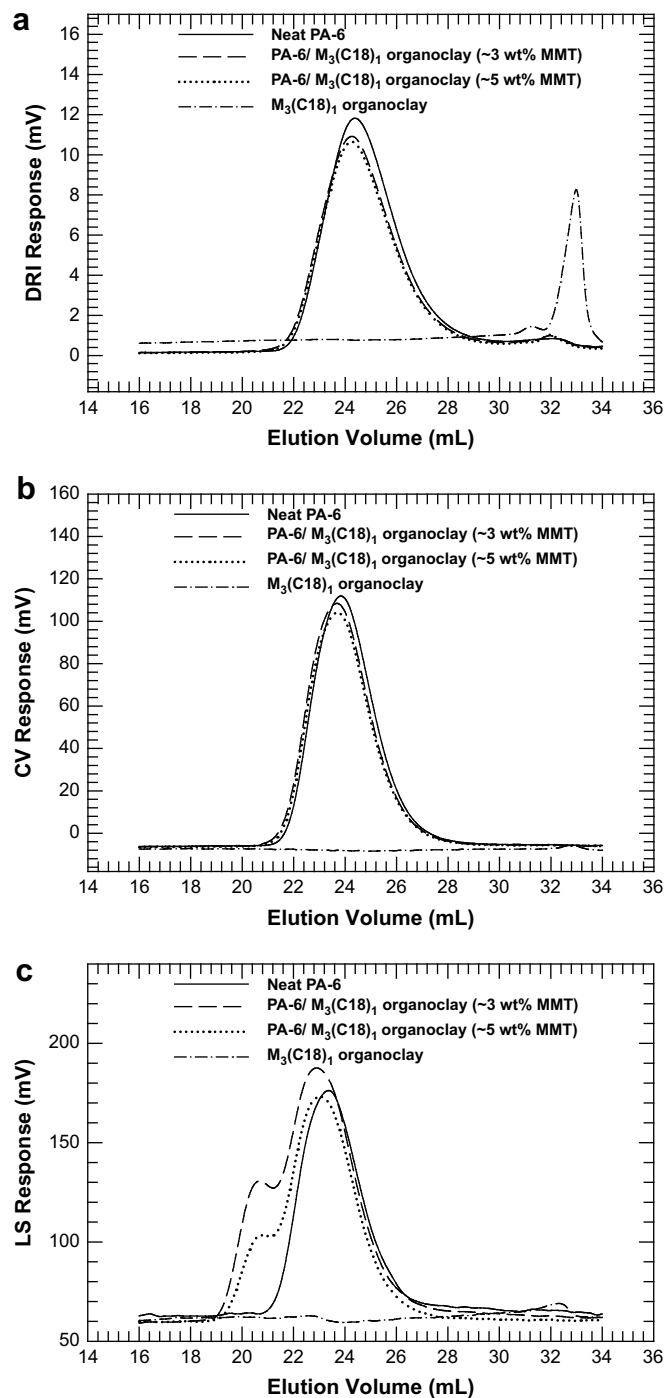 a
Neat PA-6
PA-6/ M₃(C18)₁ organoclay (~3 wt% MMT)
PA-6/ M₃(C18)₁ organoclay (~5 wt% MMT)
M₃(C18)₁ organoclay
DRI Response (mV)
16
14
12
10
8
6
4
2
0
14 16 18 20 22 24 26 28 30 32 34 36
Elution Volume (mL)
b
Neat PA-6
PA-6/ M₃(C18)₁ organoclay (~3 wt% MMT)
PA-6/ M₃(C18)₁ organoclay (~5 wt% MMT)
M₃(C18)₁ organoclay
CV Response (mV)
160
140
120
100
80
60
40
20
0
14 16 18 20 22 24 26 28 30 32 34 36
Elution Volume (mL)
c
Neat PA-6
PA-6/ M₃(C18)₁ organoclay (~3 wt% MMT)
PA-6/ M₃(C18)₁ organoclay (~5 wt% MMT)
M₃(C18)₁ organoclay
LS Response (mV)
200
150
100
50
14 16 18 20 22 24 26 28 30 32 34 36
Elution Volume (mL)